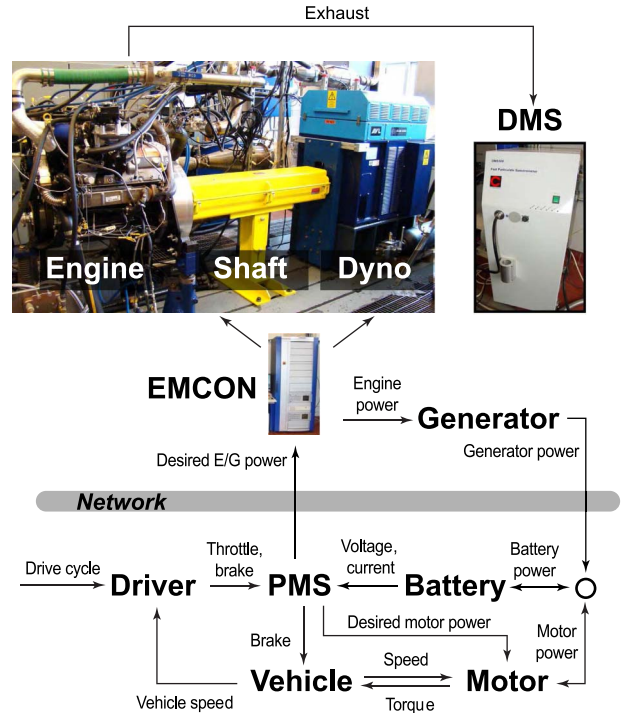 Exhaust
DMS
Engine
Shaft
Dyno
EMCON
Engine
power
Generator
Desired E/G power
Generator power
Network
Drive cycle
Driver
Throttle,
brake
PMS
Voltage,
current
Battery
Battery
power
Brake
Desired motor power
Motor
power
Vehicle speed
Vehicle
Speed
Torque
Motor